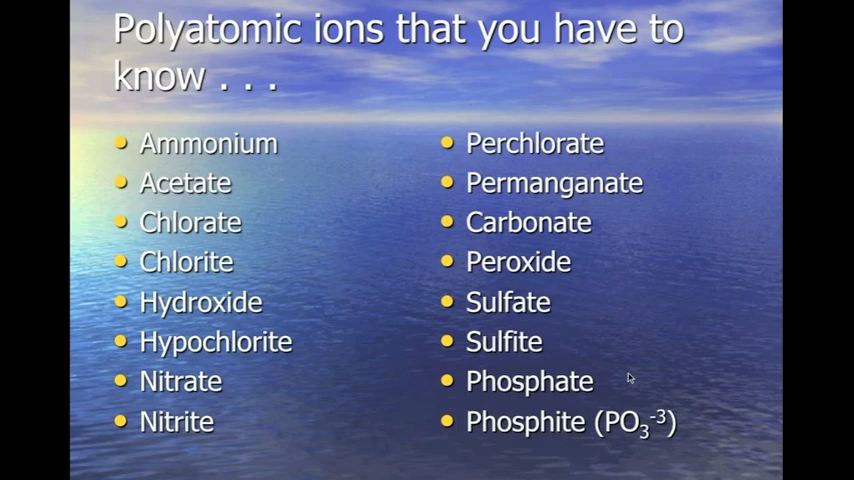 Polyatomic ions that you have to
know . . .
• Ammonium
• Acetate
• Chlorate
• Chlorite
• Hydroxide
• Hypochlorite
• Nitrate
• Nitrite
• Perchlorate
• Permanganate
• Carbonate
• Peroxide
• Sulfate
• Sulfite
• Phosphate
• Phosphite (PO₃⁻³)